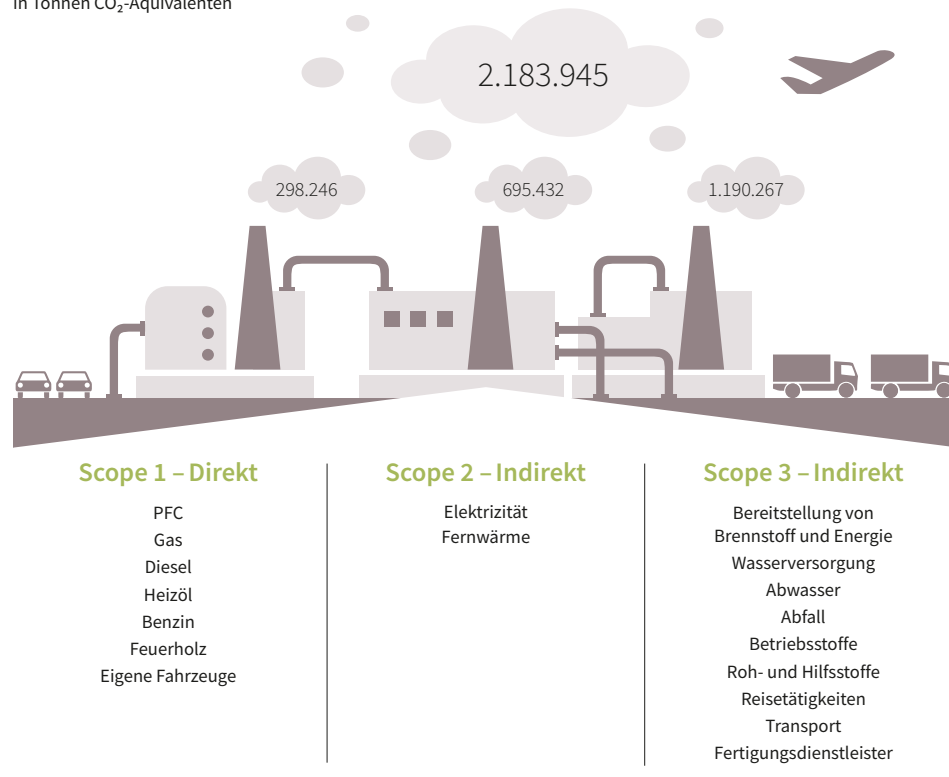 in Tonnen CO₂-Äquivalenten
2.183.945
298.246
695.432
1.190.267
Scope 1 – Direkt
PFC
Gas
Diesel
Heizöl
Benzin
Feuerholz
Eigene Fahrzeuge
Scope 2 – Indirekt
Elektrizität
Fernwärme
Scope 3 – Indirekt
Bereitstellung von
Brennstoff und Energie
Wasserversorgung
Abwasser
Abfall
Betriebsstoffe
Roh- und Hilfsstoffe
Reisetätigkeiten
Transport
Fertigungsdienstleister